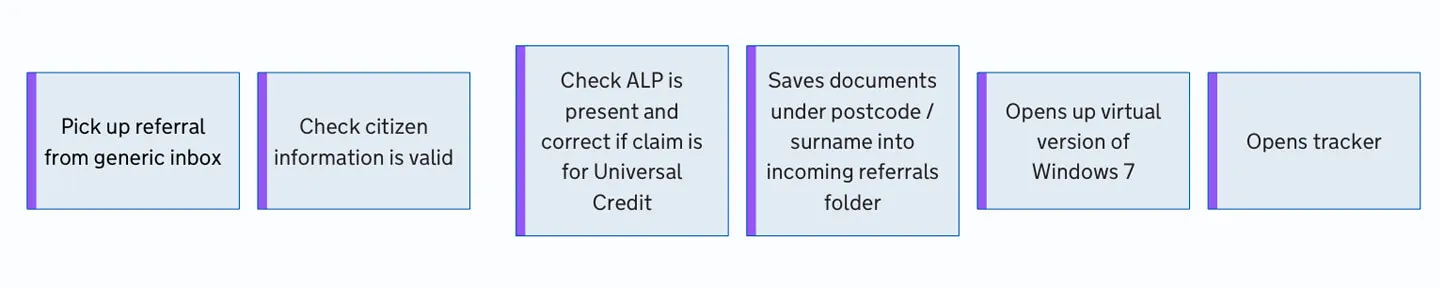 Pick up referral
from generic inbox
Check citizen
information is valid
Check ALP is
present and
correct if claim is
for Universal
Credit
Saves documents
under postcode /
surname into
incoming referrals
folder
Opens up virtual
version of
Windows 7
Opens tracker